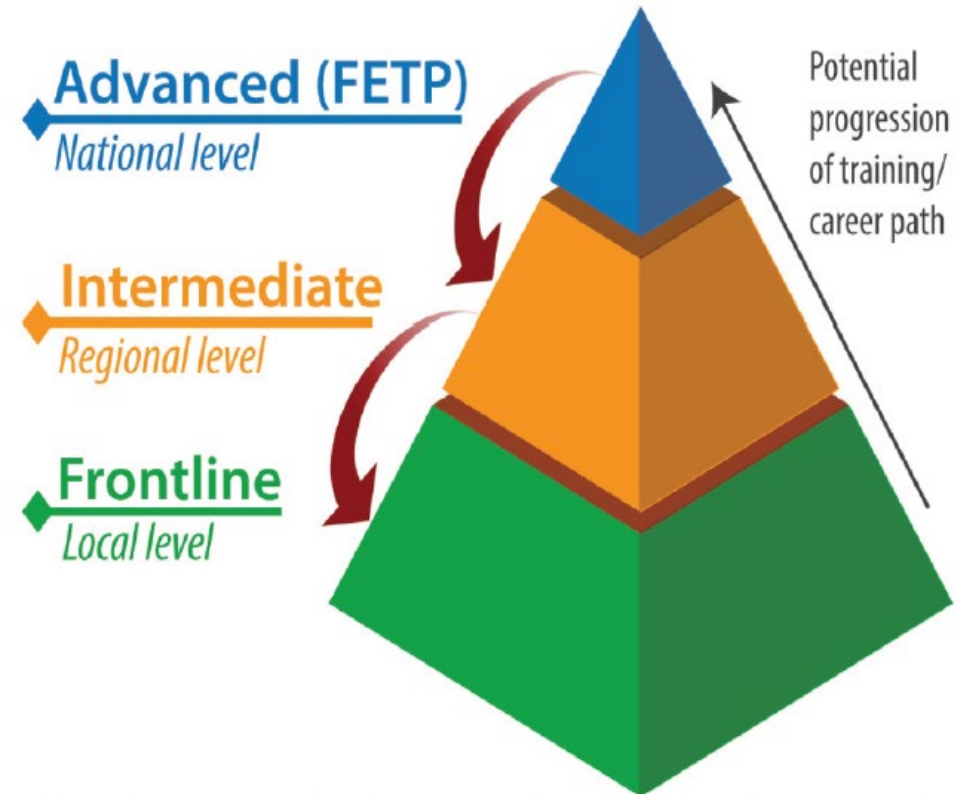 Advanced (FETP)
National level
Intermediate
Regional level
Frontline
Local level
Potential
progression
of training/
career path